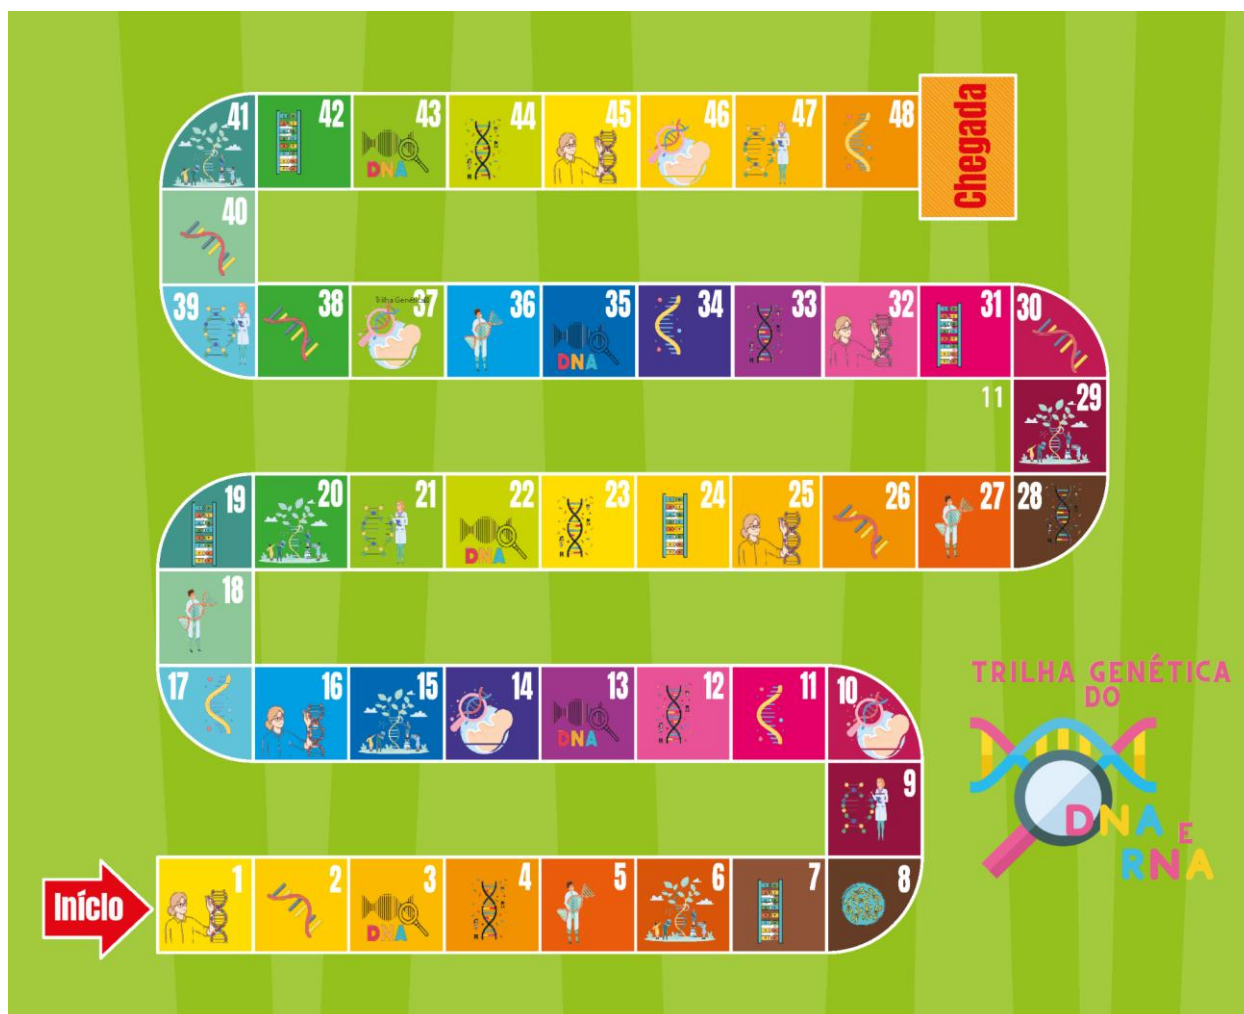 41 42 43 44 45 46 47 48 Chegada
DNA
40
39 38 37 36 35 34 33 32 31 30
Trilha Genética
DNA
11 29
19 20 21 22 23 24 25 26 27 28
DNA
18
17 16 15 14 13 12 11 10
DNA
TRILHA GENÉTICA
DO
DNA E
RNA
9
Início 1 2 3 4 5 6 7 8
DNA